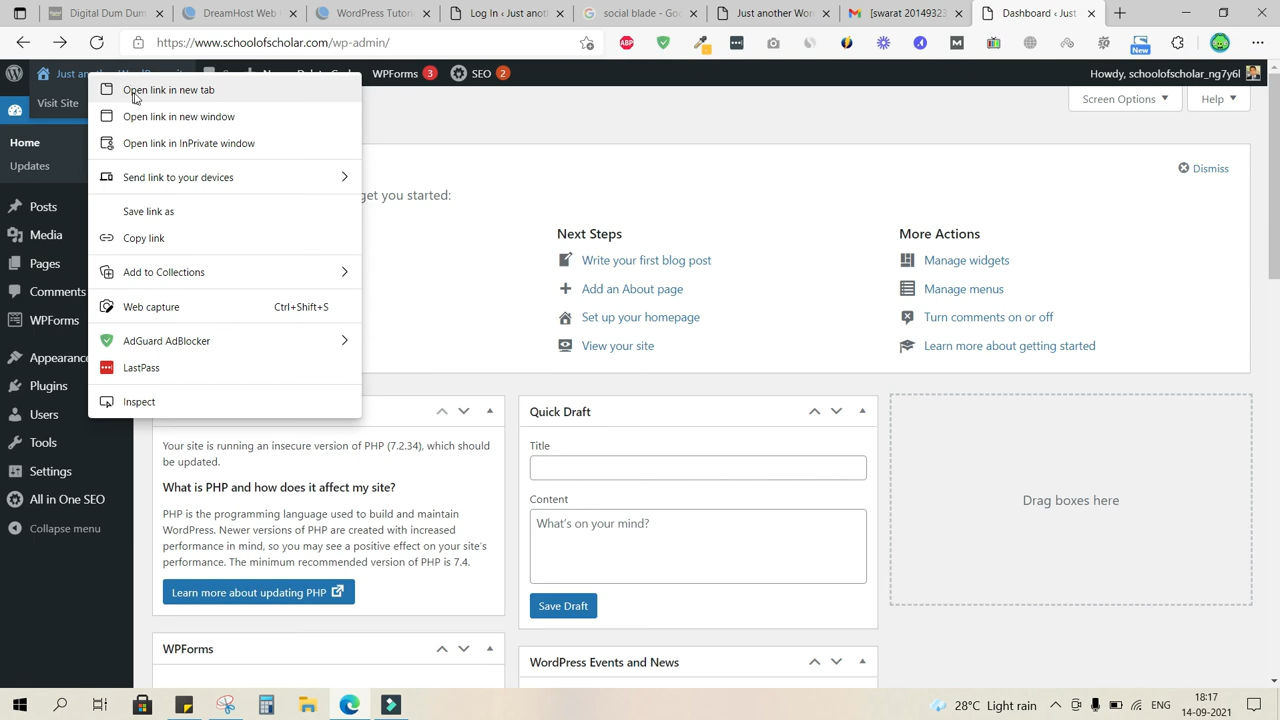 Digital Dum Dum
DreamHost Web
WordPress Tutori
Log In ‹ Just an
social blade - Goo
Just another Wor
[swarat 20149323
Dashboard ‹ Just
https://www.schoolofscholar.com/wp-admin/
New
Just an
WPForms 3
SEO 2
Howdy, schoolofscholar_ng7y6l
Visit Site
Screen Options
Help
Open link in new tab
Open link in new window
Open link in InPrivate window
Send link to your devices
Save link as
Copy link
Add to Collections
Web capture Ctrl+Shift+S
AdGuard AdBlocker
LastPass
Inspect
Home
Updates
Posts
Media
Pages
Comments
WPForms
Appearance
Plugins
Users
Tools
Settings
All in One SEO
Collapse menu
Dismiss
get you started:
Next Steps
Write your first blog post
Add an About page
Set up your homepage
View your site
More Actions
Manage widgets
Manage menus
Turn comments on or off
Learn more about getting started
Your site is running an insecure version of PHP (7.2.34), which should
be updated.
What is PHP and how does it affect my site?
PHP is the programming language used to build and maintain
WordPress. Newer versions of PHP are created with increased
performance in mind, so you may see a positive effect on your site's
performance. The minimum recommended version of PHP is 7.4.
Learn more about updating PHP
WPForms
Quick Draft
Title
Content
What's on your mind?
Save Draft
WordPress Events and News
Drag boxes here
28°C Light rain
ENG
18:17
14-09-2021